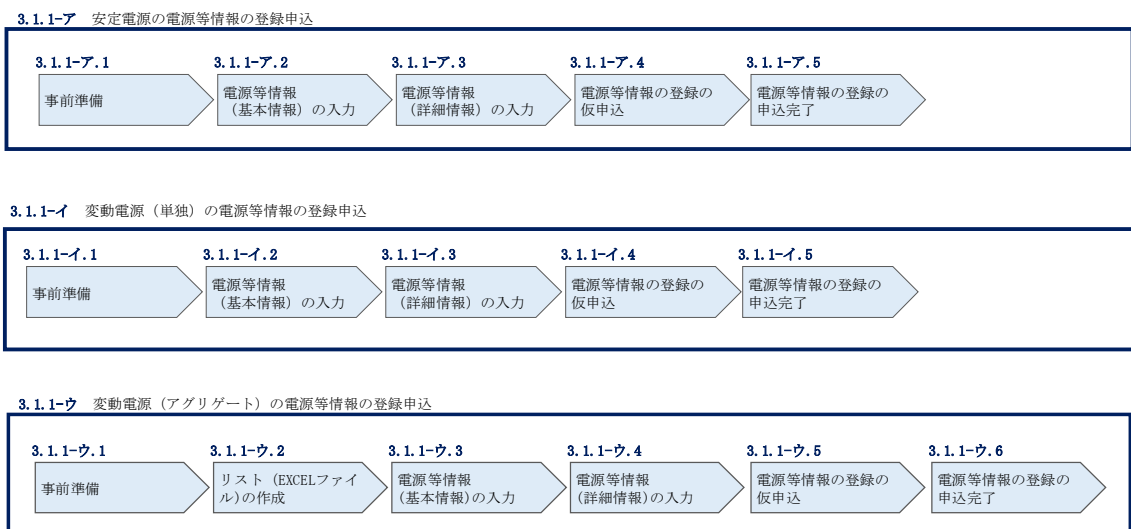 3.1.1-ア 安定電源の電源等情報の登録申込
3.1.1-ア.1
3.1.1-ア.2
3.1.1-ア.3
3.1.1-ア.4
3.1.1-ア.5
事前準備
電源等情報
（基本情報）の入力
電源等情報
（詳細情報）の入力
電源等情報の登録の
仮申込
電源等情報の登録の
申込完了
3.1.1-イ 変動電源（単独）の電源等情報の登録申込
3.1.1-イ.1
3.1.1-イ.2
3.1.1-イ.3
3.1.1-イ.4
3.1.1-イ.5
事前準備
電源等情報
（基本情報）の入力
電源等情報
（詳細情報）の入力
電源等情報の登録の
仮申込
電源等情報の登録の
申込完了
3.1.1-ウ 変動電源（アグリゲート）の電源等情報の登録申込
3.1.1-ウ.1
3.1.1-ウ.2
3.1.1-ウ.3
3.1.1-ウ.4
3.1.1-ウ.5
3.1.1-ウ.6
事前準備
リスト（EXCELファイ
ル）の作成
電源等情報
(基本情報)の入力
電源等情報
(詳細情報)の入力
電源等情報の登録の
仮申込
電源等情報の登録の
申込完了